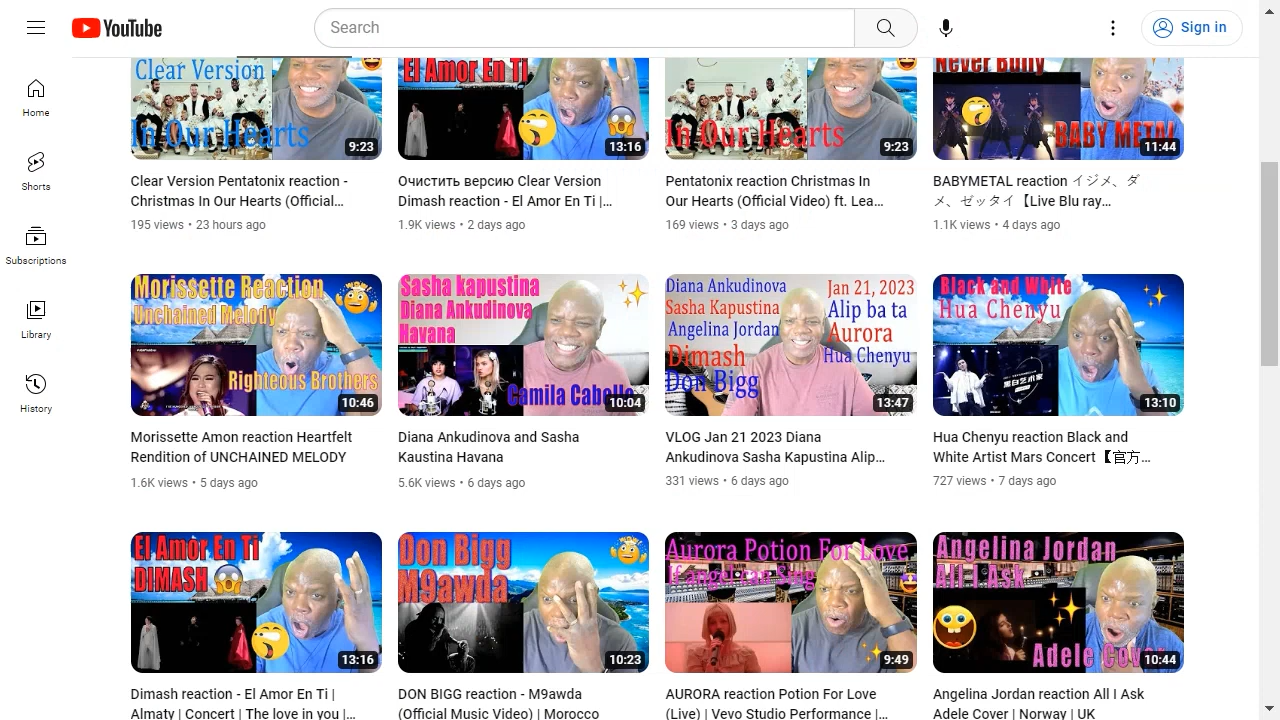 YouTube
Search
Sign in
Home
Shorts
Subscriptions
Library
History
Clear Version
In Our Hearts
9:23
Clear Version Pentatonix reaction -
Christmas In Our Hearts (Official...
195 views • 23 hours ago
El Amor En Ti
13:16
Очистить версию Clear Version
Dimash reaction - El Amor En Ti |...
1.9K views • 2 days ago
In Our Hearts
9:23
Pentatonix reaction Christmas In
Our Hearts (Official Video) ft. Lea...
169 views • 3 days ago
Never Bully
BABY METAL
11:44
BABYMETAL reaction イジメ、ダ
メ、ゼッタイ【Live Blu ray...
1.1K views • 4 days ago
Morissette Reaction
Unchained Melody
Righteous Brothers
10:46
Morissette Amon reaction Heartfelt
Rendition of UNCHAINED MELODY
1.6K views • 5 days ago
Sasha kapustina
Diana Ankudinova
Havana
Camila Cabello
10:04
Diana Ankudinova and Sasha
Kaustina Havana
5.6K views • 6 days ago
Diana Ankudinova
Sasha Kapustina
Angelina Jordan
Dimash
Don Bigg
Jan 21, 2023
Alip ba ta
Aurora
Hua Chenyu
13:47
VLOG Jan 21 2023 Diana
Ankudinova Sasha Kapustina Alip...
331 views • 6 days ago
Black and White
Hua Chenyu
黑白艺术家
13:10
Hua Chenyu reaction Black and
White Artist Mars Concert【官方...
727 views • 7 days ago
El Amor En Ti
DIMASH
13:16
Dimash reaction - El Amor En Ti |
Almaty | Concert | The love in you |...
Don Bigg
M9awda
10:23
DON BIGG reaction - M9awda
(Official Music Video) | Morocco
Aurora Potion For Love
If angel can Sing
9:49
AURORA reaction Potion For Love
(Live) | Vevo Studio Performance |...
Angelina Jordan
All I Ask
Adele Cover
10:44
Angelina Jordan reaction All I Ask
Adele Cover | Norway | UK